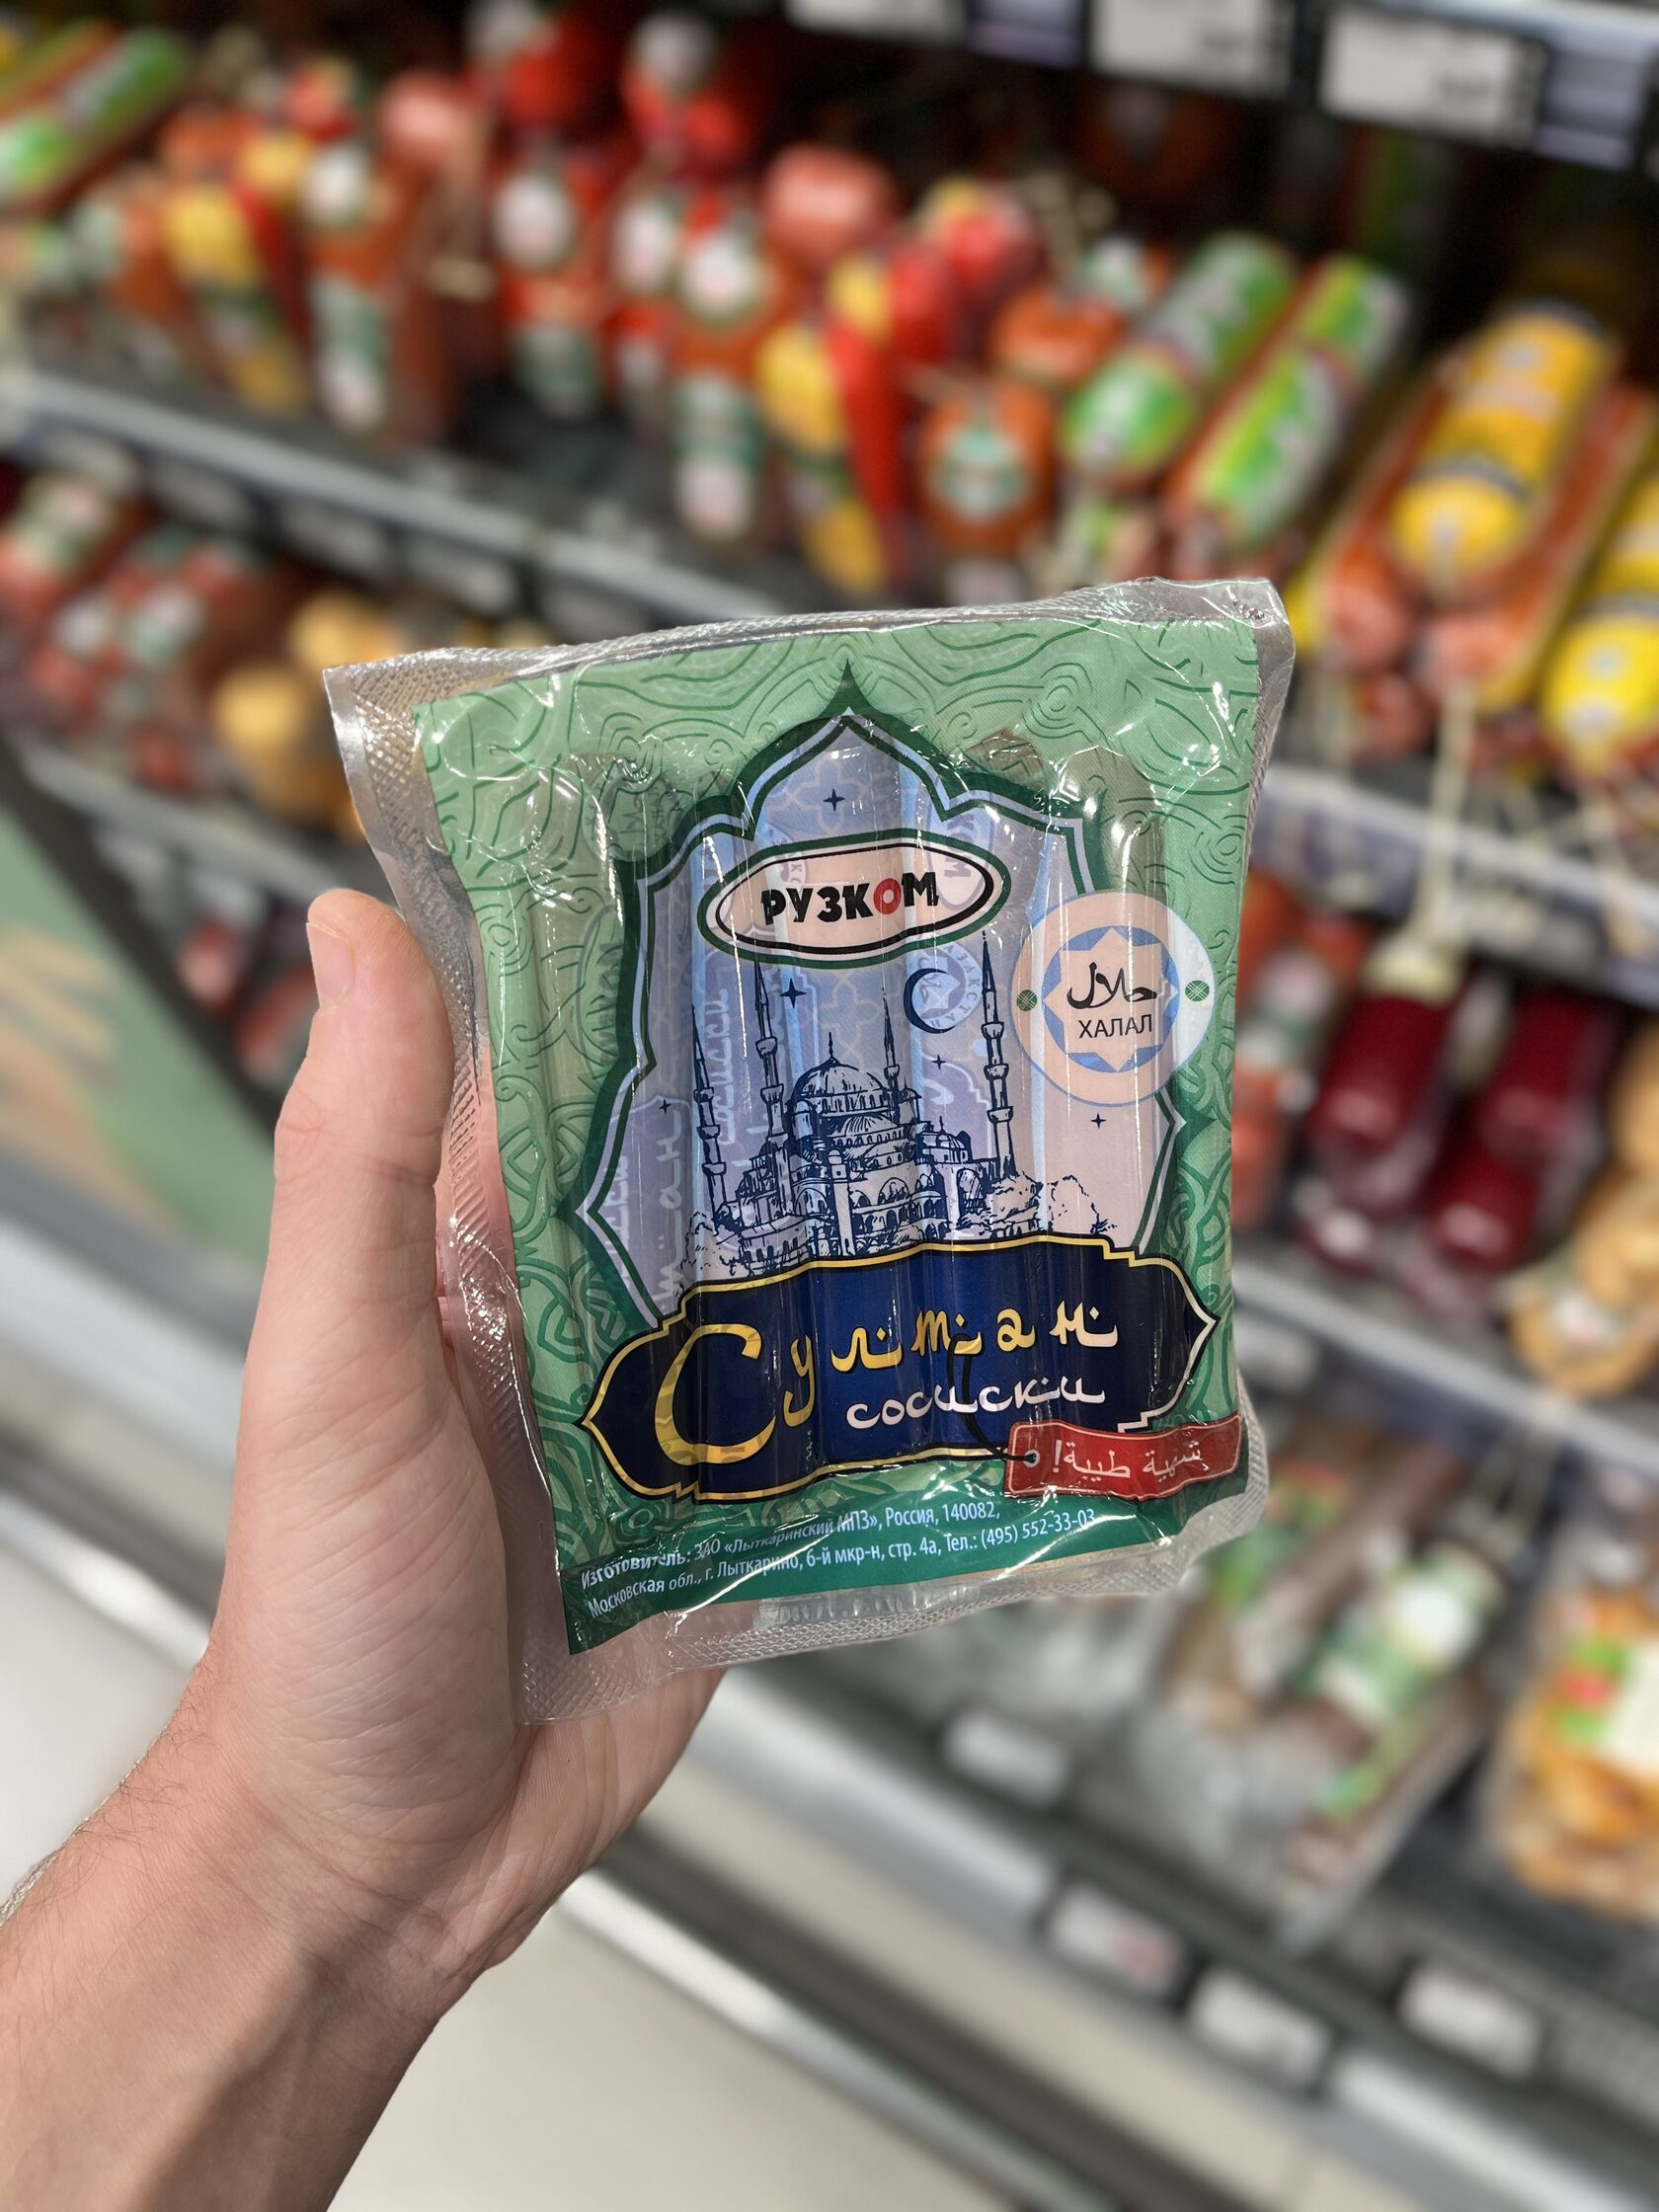 РУЗКОМ
حلال
ХАЛАЛ
Султан
сосиски
شهية طيبة!
Изготовитель: ЗАО «Лыткаринский МПЗ», Россия, 140082,
Московская обл., г. Лыткарино, 6-й мкр-н, стр. 4а, Тел.: (495) 552-33-03